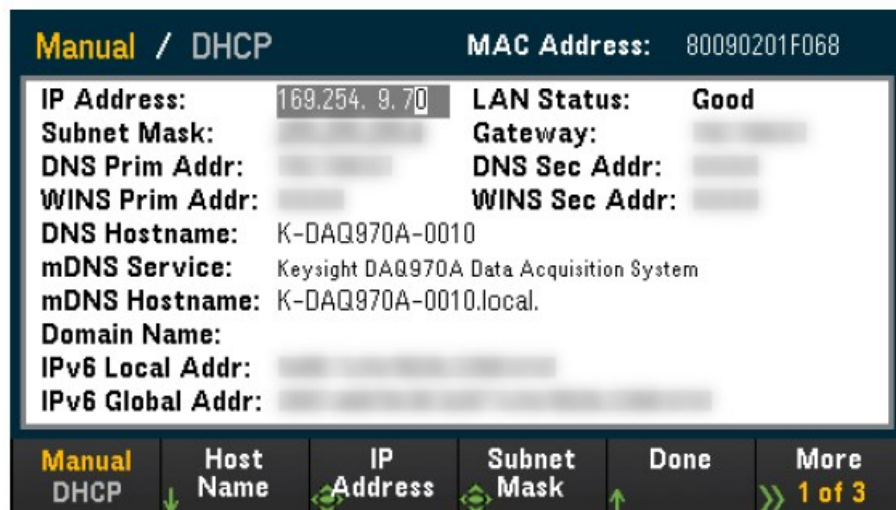 Manual / DHCP MAC Address: 80090201F068
IP Address: 169.254. 9. 70 LAN Status: Good
Subnet Mask: Gateway:
DNS Prim Addr: DNS Sec Addr:
WINS Prim Addr: WINS Sec Addr:
DNS Hostname: K-DAQ970A-0010
mDNS Service: Keysight DAQ970A Data Acquisition System
mDNS Hostname: K-DAQ970A-0010.local.
Domain Name:
IPv6 Local Addr:
IPv6 Global Addr:
Manual Host IP Subnet Done More
DHCP Name Address Mask 1 of 3